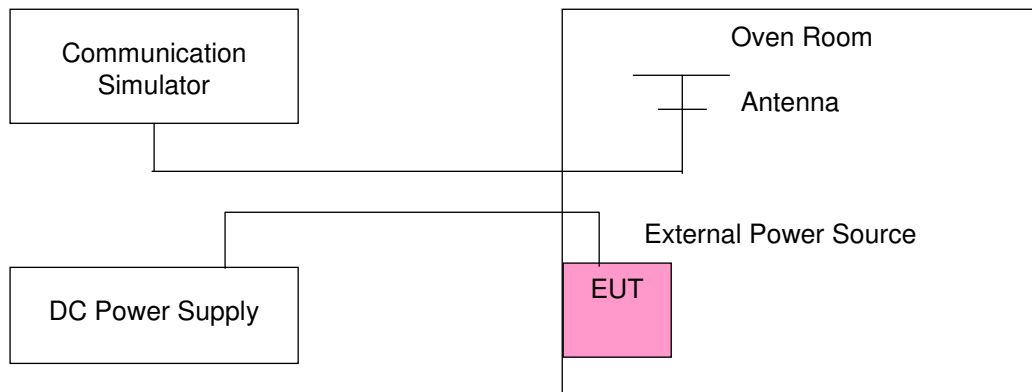 Communication
Simulator
Oven Room
Antenna
External Power Source
DC Power Supply
EUT